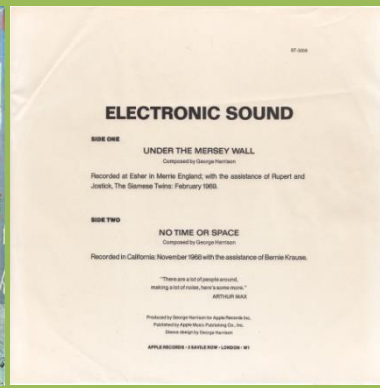 ST-3358
ELECTRONIC SOUND
SIDE ONE
UNDER THE MERSEY WALL
Composed by George Harrison
Recorded at Esher in Merrie England; with the assistance of Rupert and
Jostick, The Siamese Twins: February 1969.
SIDE TWO
NO TIME OR SPACE
Composed by George Harrison
Recorded in California: November 1968 with the assistance of Bernie Krause.
"There are a lot of people around,
making a lot of noise, here's some more."
ARTHUR WAX
Produced by George Harrison for Apple Records Inc.
Published by Apple Music Publishing Co., Inc.
Sleeve design by George Harrison
APPLE RECORDS · 3 SAVILE ROW · LONDON · W1